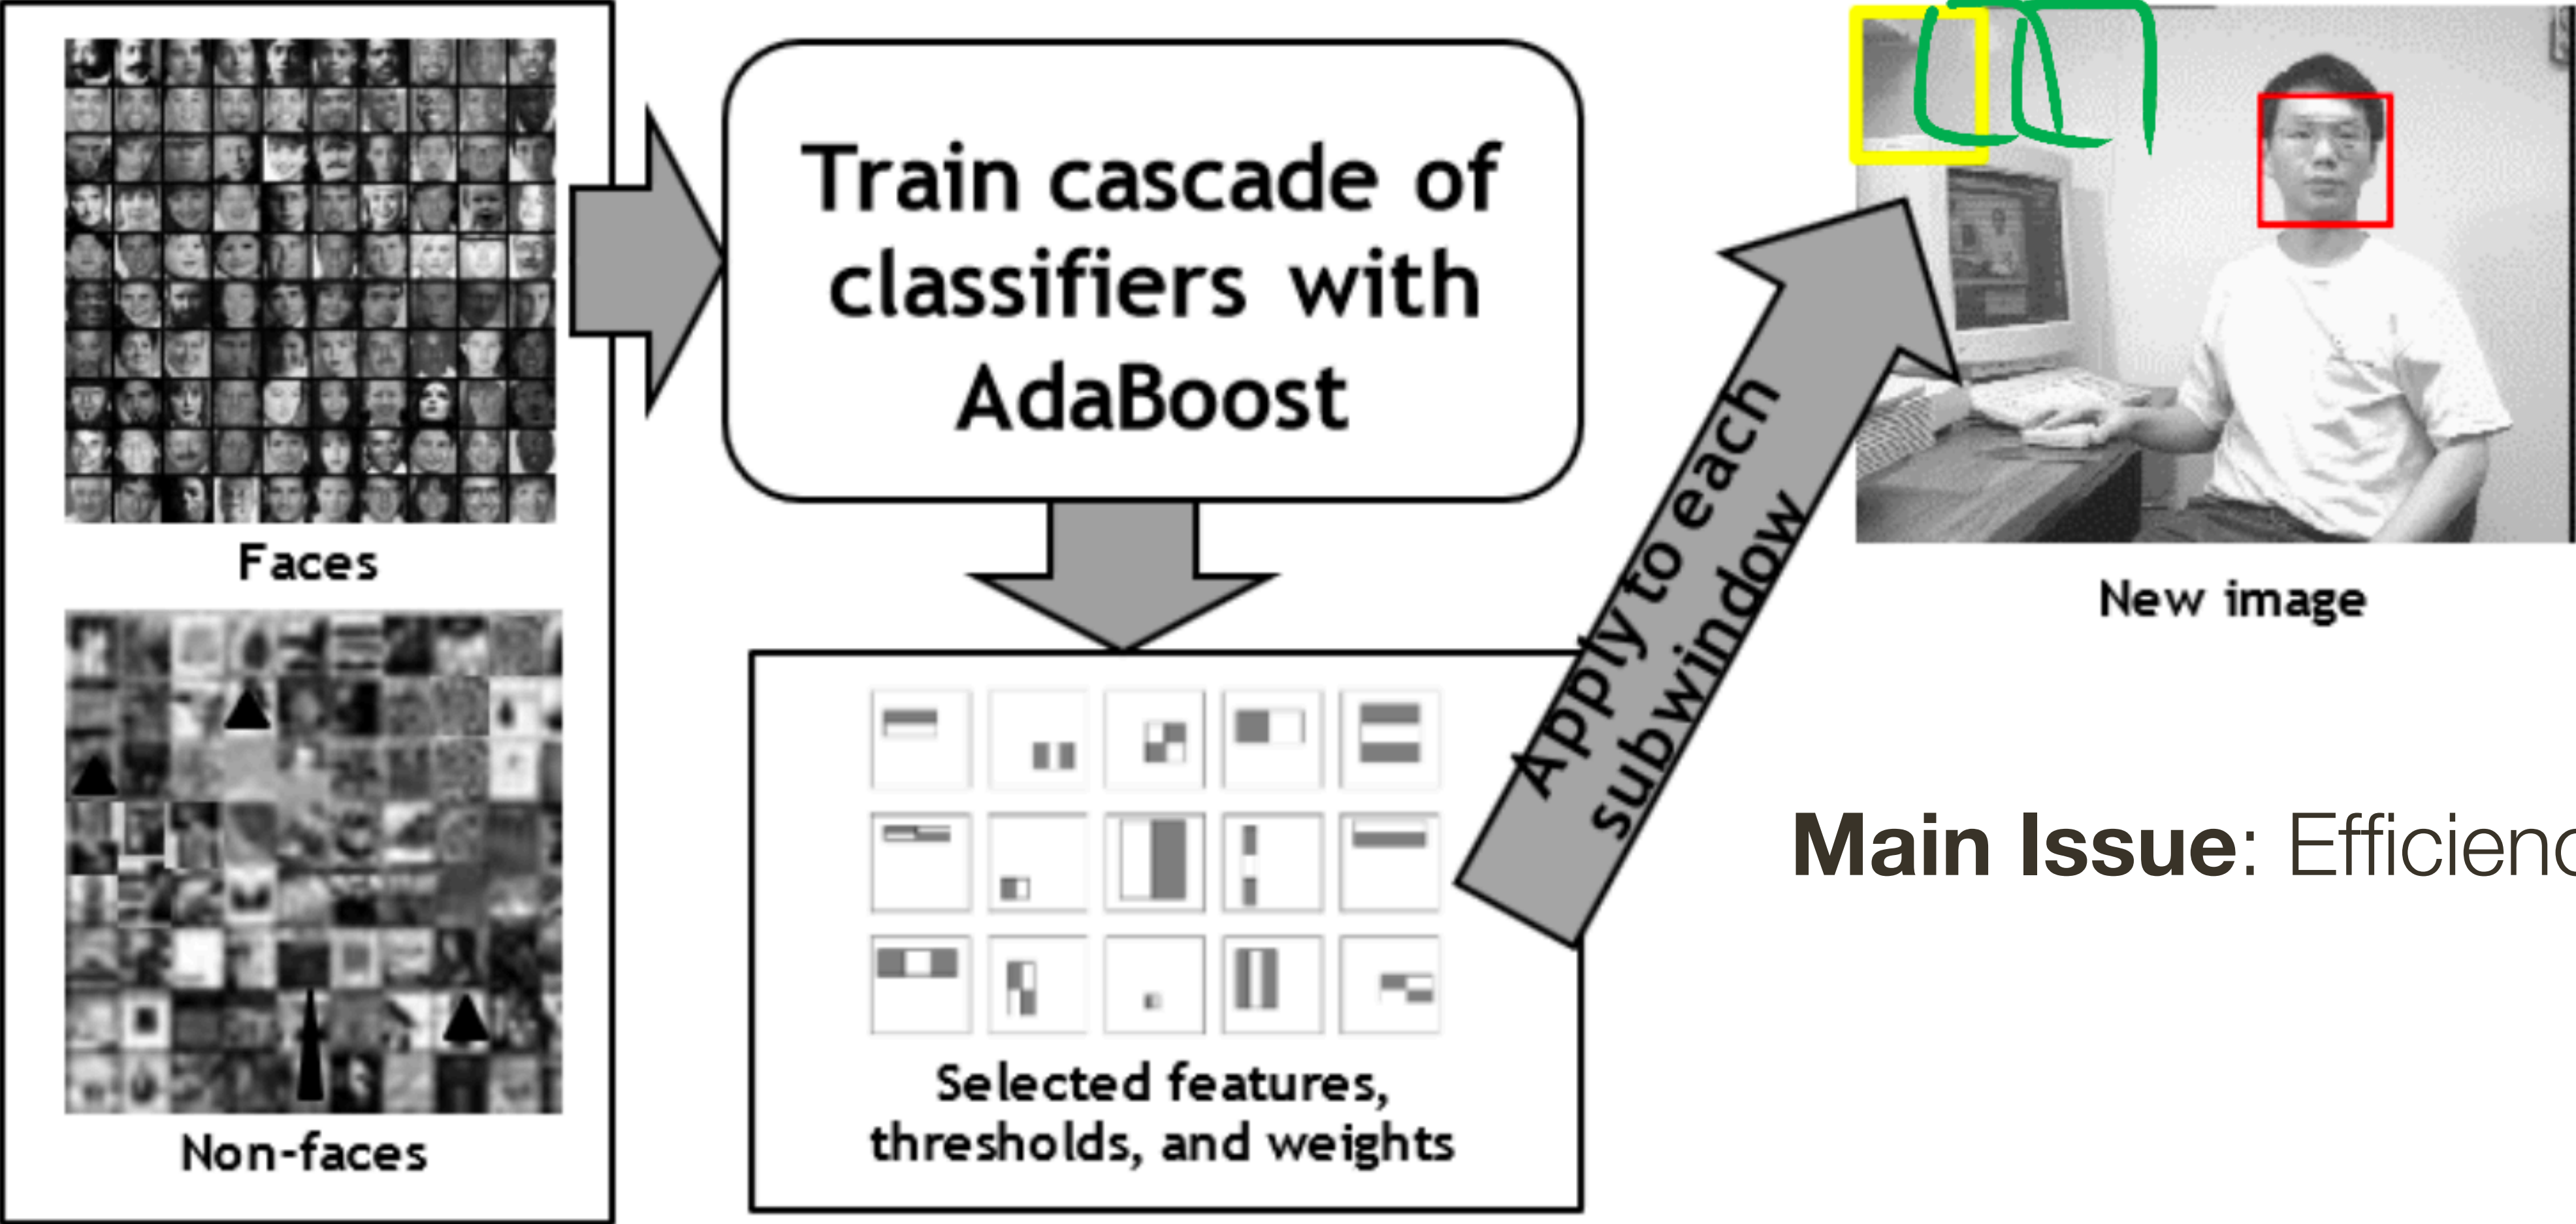 Faces
Non-faces
Train cascade of
classifiers with
AdaBoost
Selected features,
thresholds, and weights
Apply to each
subwindow
New image
Main Issue: